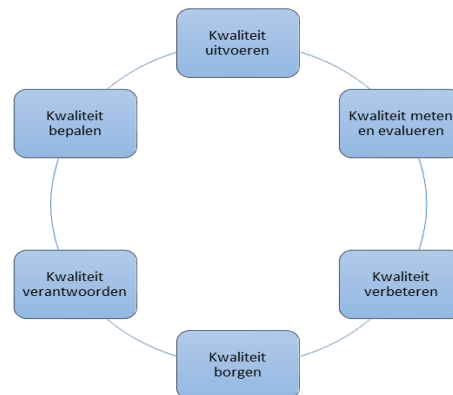 Kwaliteit
uitvoeren
Kwaliteit meten
en evalueren
Kwaliteit
verbeteren
Kwaliteit
borgen
Kwaliteit
verantwoorden
Kwaliteit
bepalen